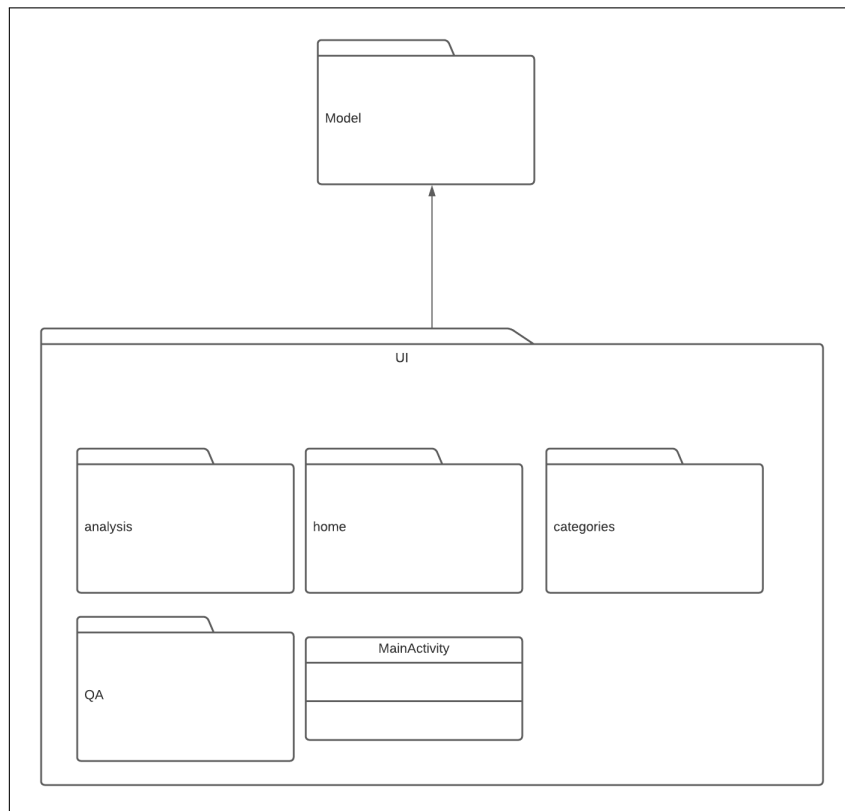 Model
UI
analysis
home
categories
QA
MainActivity